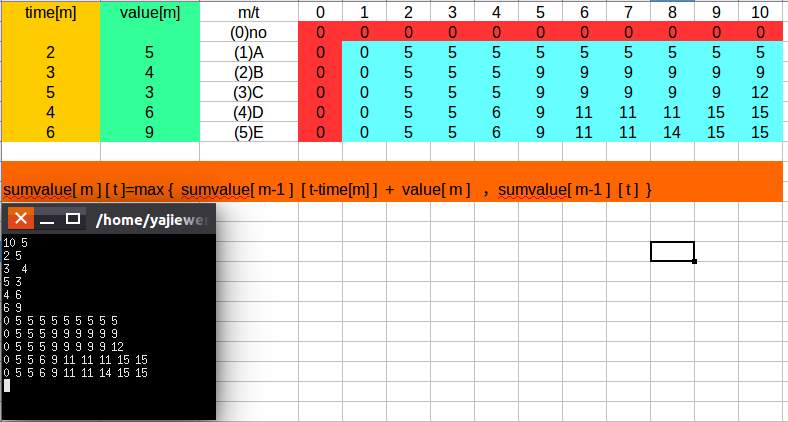 time[m] value[m] m/t 0 1 2 3 4 5 6 7 8 9 10
(0)no 0 0 0 0 0 0 0 0 0 0 0
2 5 (1)A 0 0 5 5 5 5 5 5 5 5 5
3 4 (2)B 0 0 5 5 5 9 9 9 9 9 9
5 3 (3)C 0 0 5 5 5 9 9 9 9 9 12
4 6 (4)D 0 0 5 5 6 9 11 11 11 15 15
6 9 (5)E 0 0 5 5 6 9 11 11 14 15 15
sumvalue[ m ] [ t ]=max { sumvalue[ m-1 ] [ t-time[m] ] + value[ m ] , sumvalue[ m-1 ] [ t ] }
/home/yajiewen
10 5
2 5
3 4
5 3
4 6
6 9
0 5 5 5 5 5 5 5 5 5
0 5 5 5 9 9 9 9 9 9
0 5 5 5 9 9 9 9 9 12
0 5 5 6 9 11 11 11 15 15
0 5 5 6 9 11 11 14 15 15